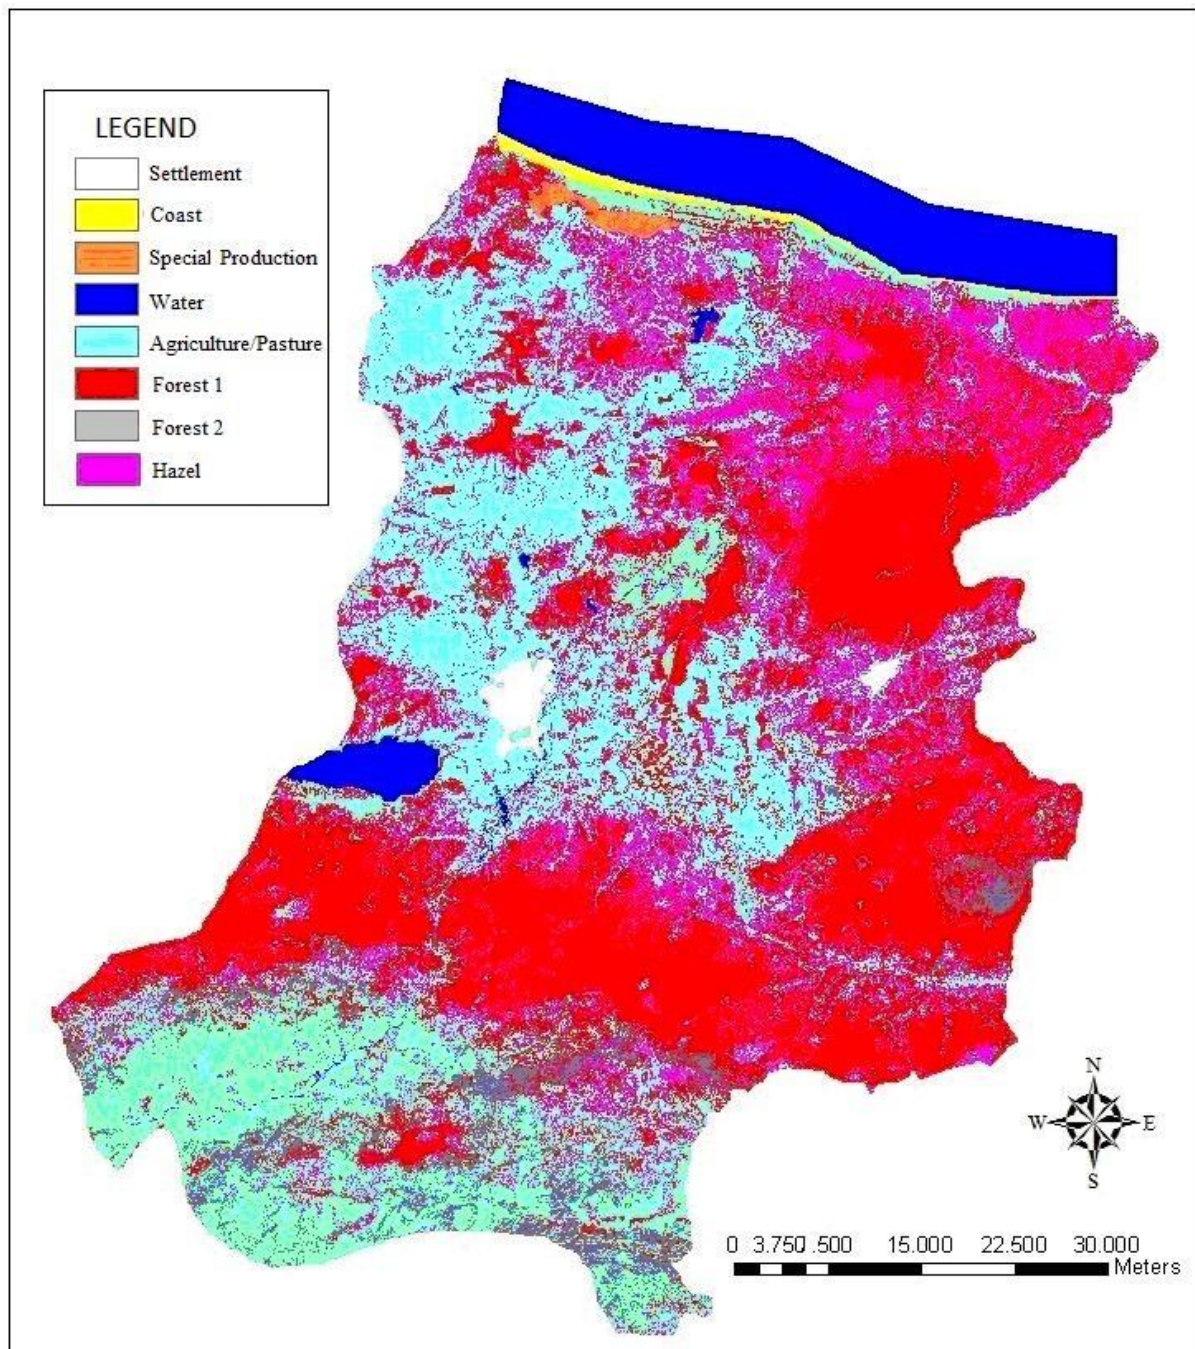 LEGEND
Settlement
Coast
Special Production
Water
Agriculture/Pasture
Forest 1
Forest 2
Hazel
N
W E
S
0 3.750 7.500 15.000 22.500 30.000
Meters